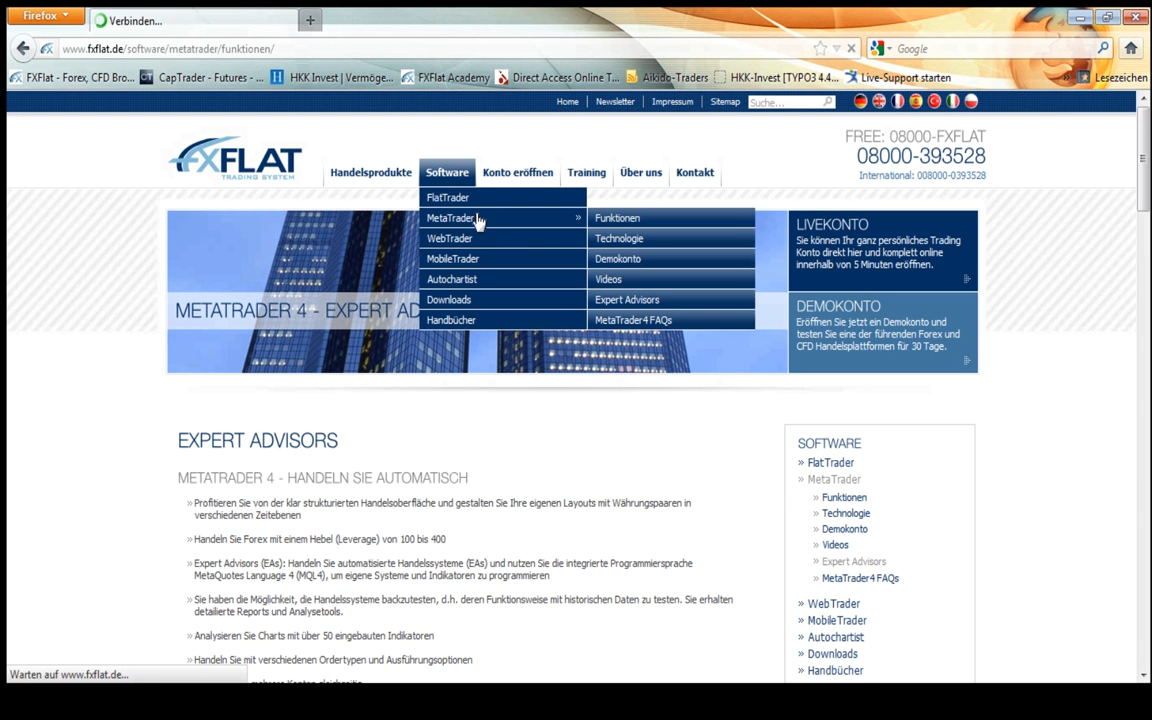 Firefox
Verbinden...
www.fxflat.de/software/metatrader/funktionen/
Google
FXFlat - Forex, CFD Bro...
CapTrader - Futures - ...
HKK Invest | Vermöge...
FXFlat Academy
Direct Access Online T...
Aikido-Traders
HKK-Invest [TYPO3 4.4...
Live-Support starten
Lesezeichen
Home
Newsletter
Impressum
Sitemap
Suche...
FXFLAT
TRADING SYSTEM
FREE: 08000-FXFLAT
08000-393528
International: 008000-0393528
Handelsprodukte
Software
Konto eröffnen
Training
Über uns
Kontakt
FlatTrader
MetaTrader »
WebTrader
MobileTrader
Autochartist
Downloads
Handbücher
Funktionen
Technologie
Demokonto
Videos
Expert Advisors
MetaTrader4 FAQs
METATRADER 4 - EXPERT AD
LIVEKONTO
Sie können Ihr ganz persönliches Trading
Konto direkt hier und komplett online
innerhalb von 5 Minuten eröffnen.
DEMOKONTO
Eröffnen Sie jetzt ein Demokonto und
testen Sie eine der führenden Forex und
CFD Handelsplattformen für 30 Tage.
EXPERT ADVISORS
METATRADER 4 - HANDELN SIE AUTOMATISCH
» Profitieren Sie von der klar strukturierten Handelsoberfläche und gestalten Sie Ihre eigenen Layouts mit Währungspaaren in
verschiedenen Zeitebenen
» Handeln Sie Forex mit einem Hebel (Leverage) von 100 bis 400
» Expert Advisors (EAs): Handeln Sie automatisierte Handelssysteme (EAs) und nutzen Sie die integrierte Programmiersprache
MetaQuotes Language 4 (MQL4), um eigene Systeme und Indikatoren zu programmieren
» Sie haben die Möglichkeit, die Handelssysteme backzutesten, d.h. deren Funktionsweise mit historischen Daten zu testen. Sie erhalten
detailierte Reports und Analysetools.
» Analysieren Sie Charts mit über 50 eingebauten Indikatoren
» Handeln Sie mit verschiedenen Ordertypen und Ausführungsoptionen
mehrere Konten gleichzeitig
SOFTWARE
» FlatTrader
» MetaTrader
» Funktionen
» Technologie
» Demokonto
» Videos
» Expert Advisors
» MetaTrader4 FAQs
» WebTrader
» MobileTrader
» Autochartist
» Downloads
» Handbücher
Warten auf www.fxflat.de...